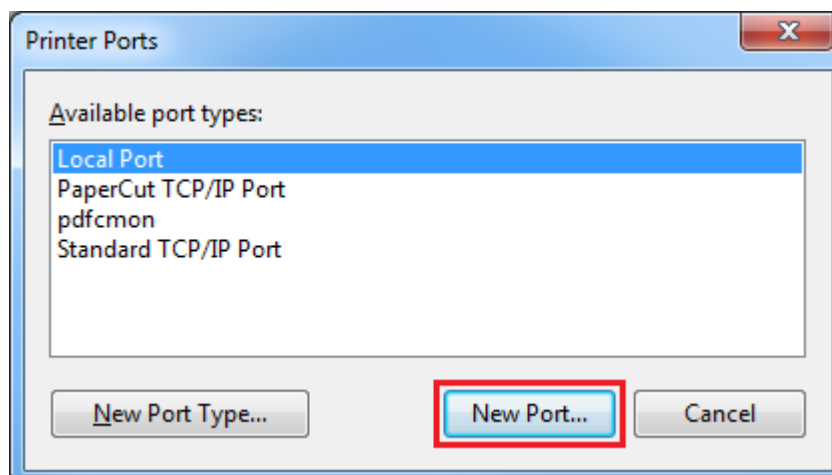 Printer Ports
Available port types:
Local Port
PaperCut TCP/IP Port
pdfcmon
Standard TCP/IP Port
New Port Type... New Port... Cancel